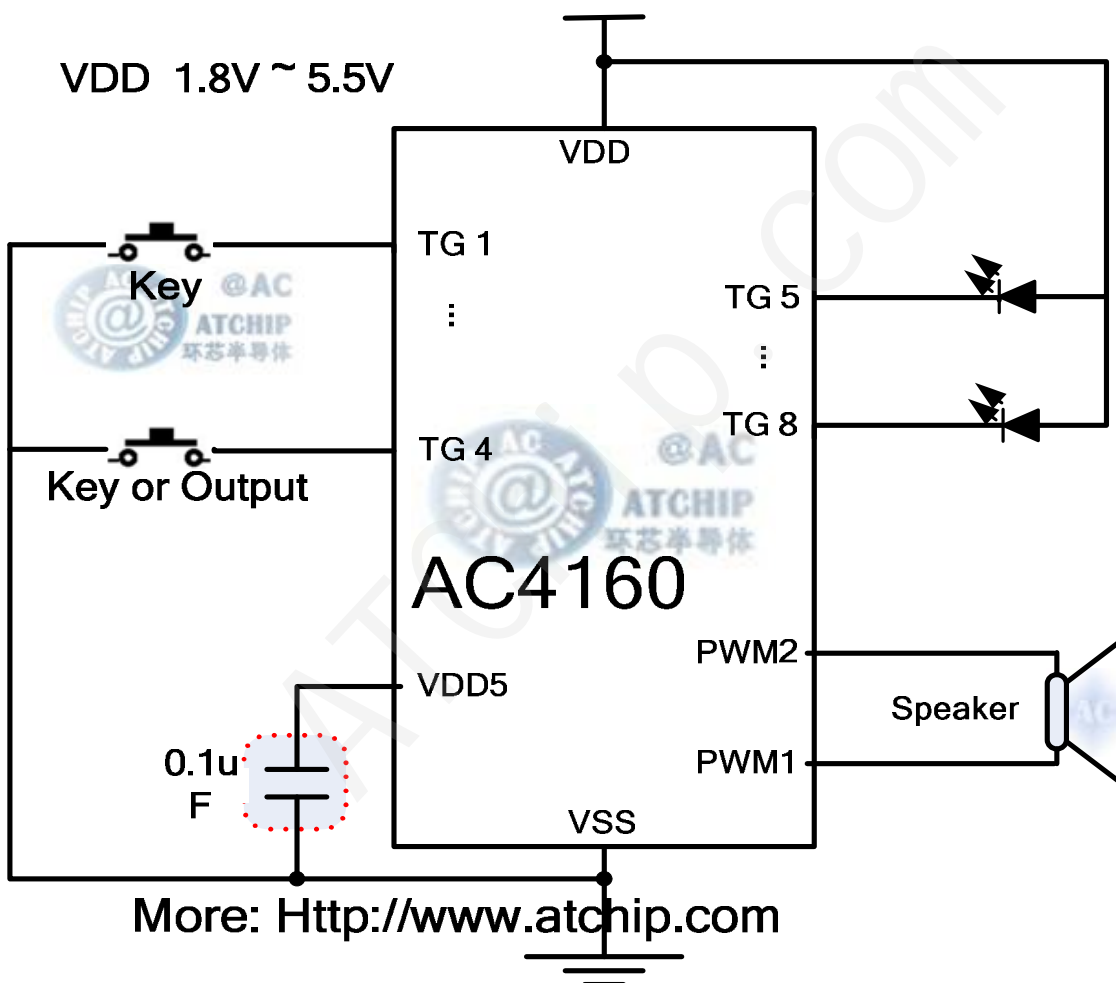 VDD 1.8V ~ 5.5V
VDD
TG 1
Key
@AC
ATCHIP
环芯半导体
TG 5
TG 8
TG 4
Key or Output
@AC
ATCHIP
环芯半导体
AC4160
PWM2
VDD5
Speaker
0.1u
F
PWM1
VSS
More: Http://www.atchip.com
ATChip.com